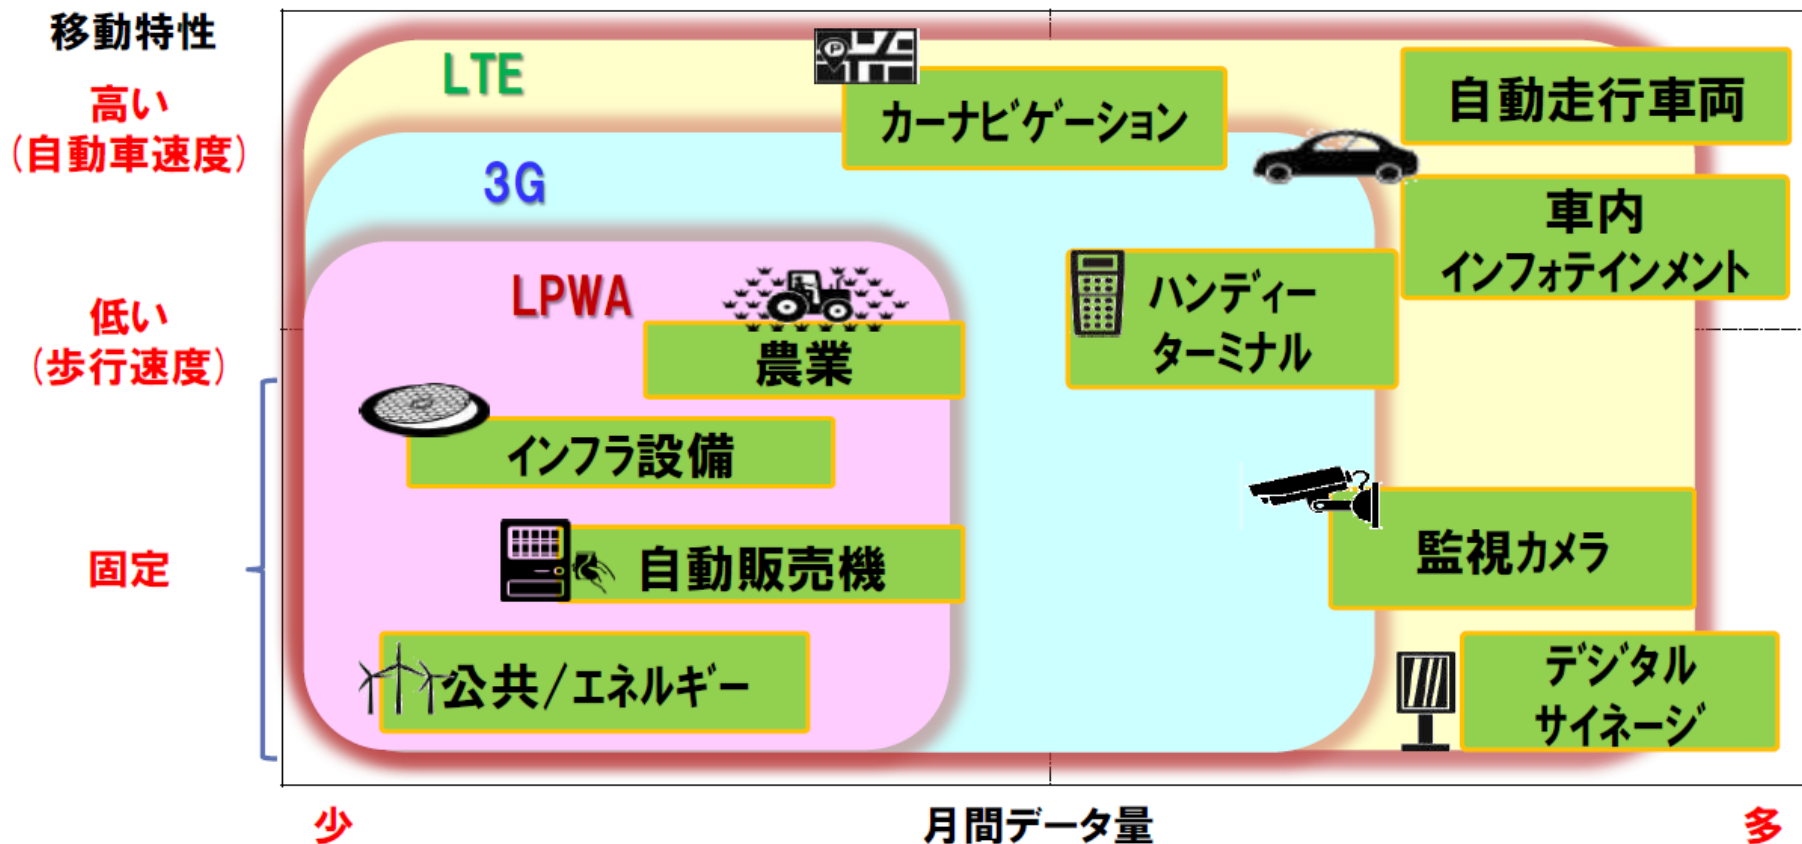 移動特性
高い
(自動車速度)
低い
(歩行速度)
固定
LTE
カーナビゲーション
自動走行車両
3G
車内
インフォテインメント
LPWA
ハンディー
ターミナル
農業
インフラ設備
自動販売機
監視カメラ
公共/エネルギー
デジタル
サイネージ
少
月間データ量
多